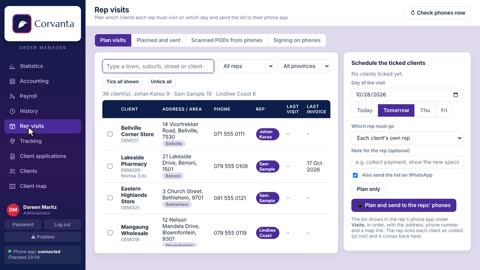 Corvanta
ORDER MANAGER
Statistics
Accounting
Payroll
History
Rep visits
Tracking
Client applications
Clients
Client map
DM
Doreen Maritz
Administrator
Password
Log out
Problem
Phone app: connected
Checked 23:04
Rep visits
Plan which clients each rep must visit on which day and send the list to their phone app
Check phones now
Plan visits
Planned and sent
Scanned PODs from phones
Signing on phones
Type a town, suburb, street or client
All reps
All provinces
Tick all shown
Untick all
36 client(s). Johan Karoo 9 · Sam Sample 19 · Lindiwe Coast 8
CLIENT
ADDRESS / AREA
PHONE
REP
LAST VISIT
LAST INVOICE
Bellville Corner Store
14 Voortrekker Road, Bellville, 7530
Bellville
071 555 0111
Johan Karoo
–
–
Lakeside Pharmacy
21 Lakeside Drive, Benoni, 1501
Benoni
079 555 0109
Sam Sample
–
17 Oct 2026
Eastern Highlands Store
DEMO021
3 Church Street, Bethlehem, 9701
Bethlehem
081 555 0121
Sam Sample
–
–
Mangaung Wholesale
12 Nelson Mandela Drive, Bloemfontein, 9301
079 555 0119
Lindiwe Coast
–
–
Schedule the ticked clients
No clients ticked yet.
Day of the visit
10/28/2026
Today
Tomorrow
Thu
Fri
Which rep must go
Each client's own rep
Note for the rep (optional)
e.g. collect payment, show the new specs
Also send the list on WhatsApp
Plan only
Plan and send to the reps' phones
The list shows in the reps' phone app under
Visits, in order, with the address, phone number
and a map link. The rep ticks each client as visited
(or not) and it comes back here.